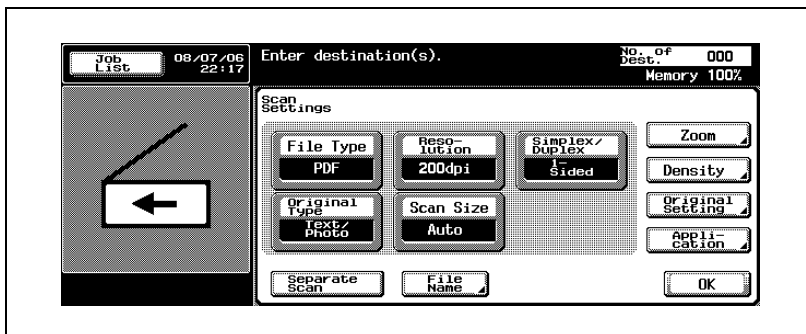 Job
List
08/07/06
22:17
Enter destination(s).
No. of
Dest.
000
Memory 100%
Scan
Settings
File Type
PDF
Reso-
lution
200dpi
Simplex/
Duplex
1-
Sided
Original
Type
Text/
Photo
Scan Size
Auto
Zoom
Density
Original
Setting
Appli-
cation
Separate
Scan
File
Name
OK